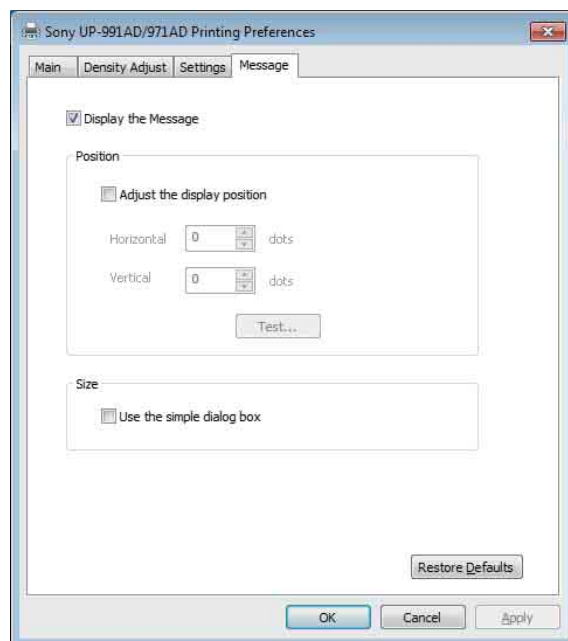 Sony UP-991AD/971AD Printing Preferences
Main Density Adjust Settings Message
Display the Message
Position
Adjust the display position
Horizontal 0 dots
Vertical 0 dots
Test...
Size
Use the simple dialog box
Restore Defaults
OK Cancel Apply